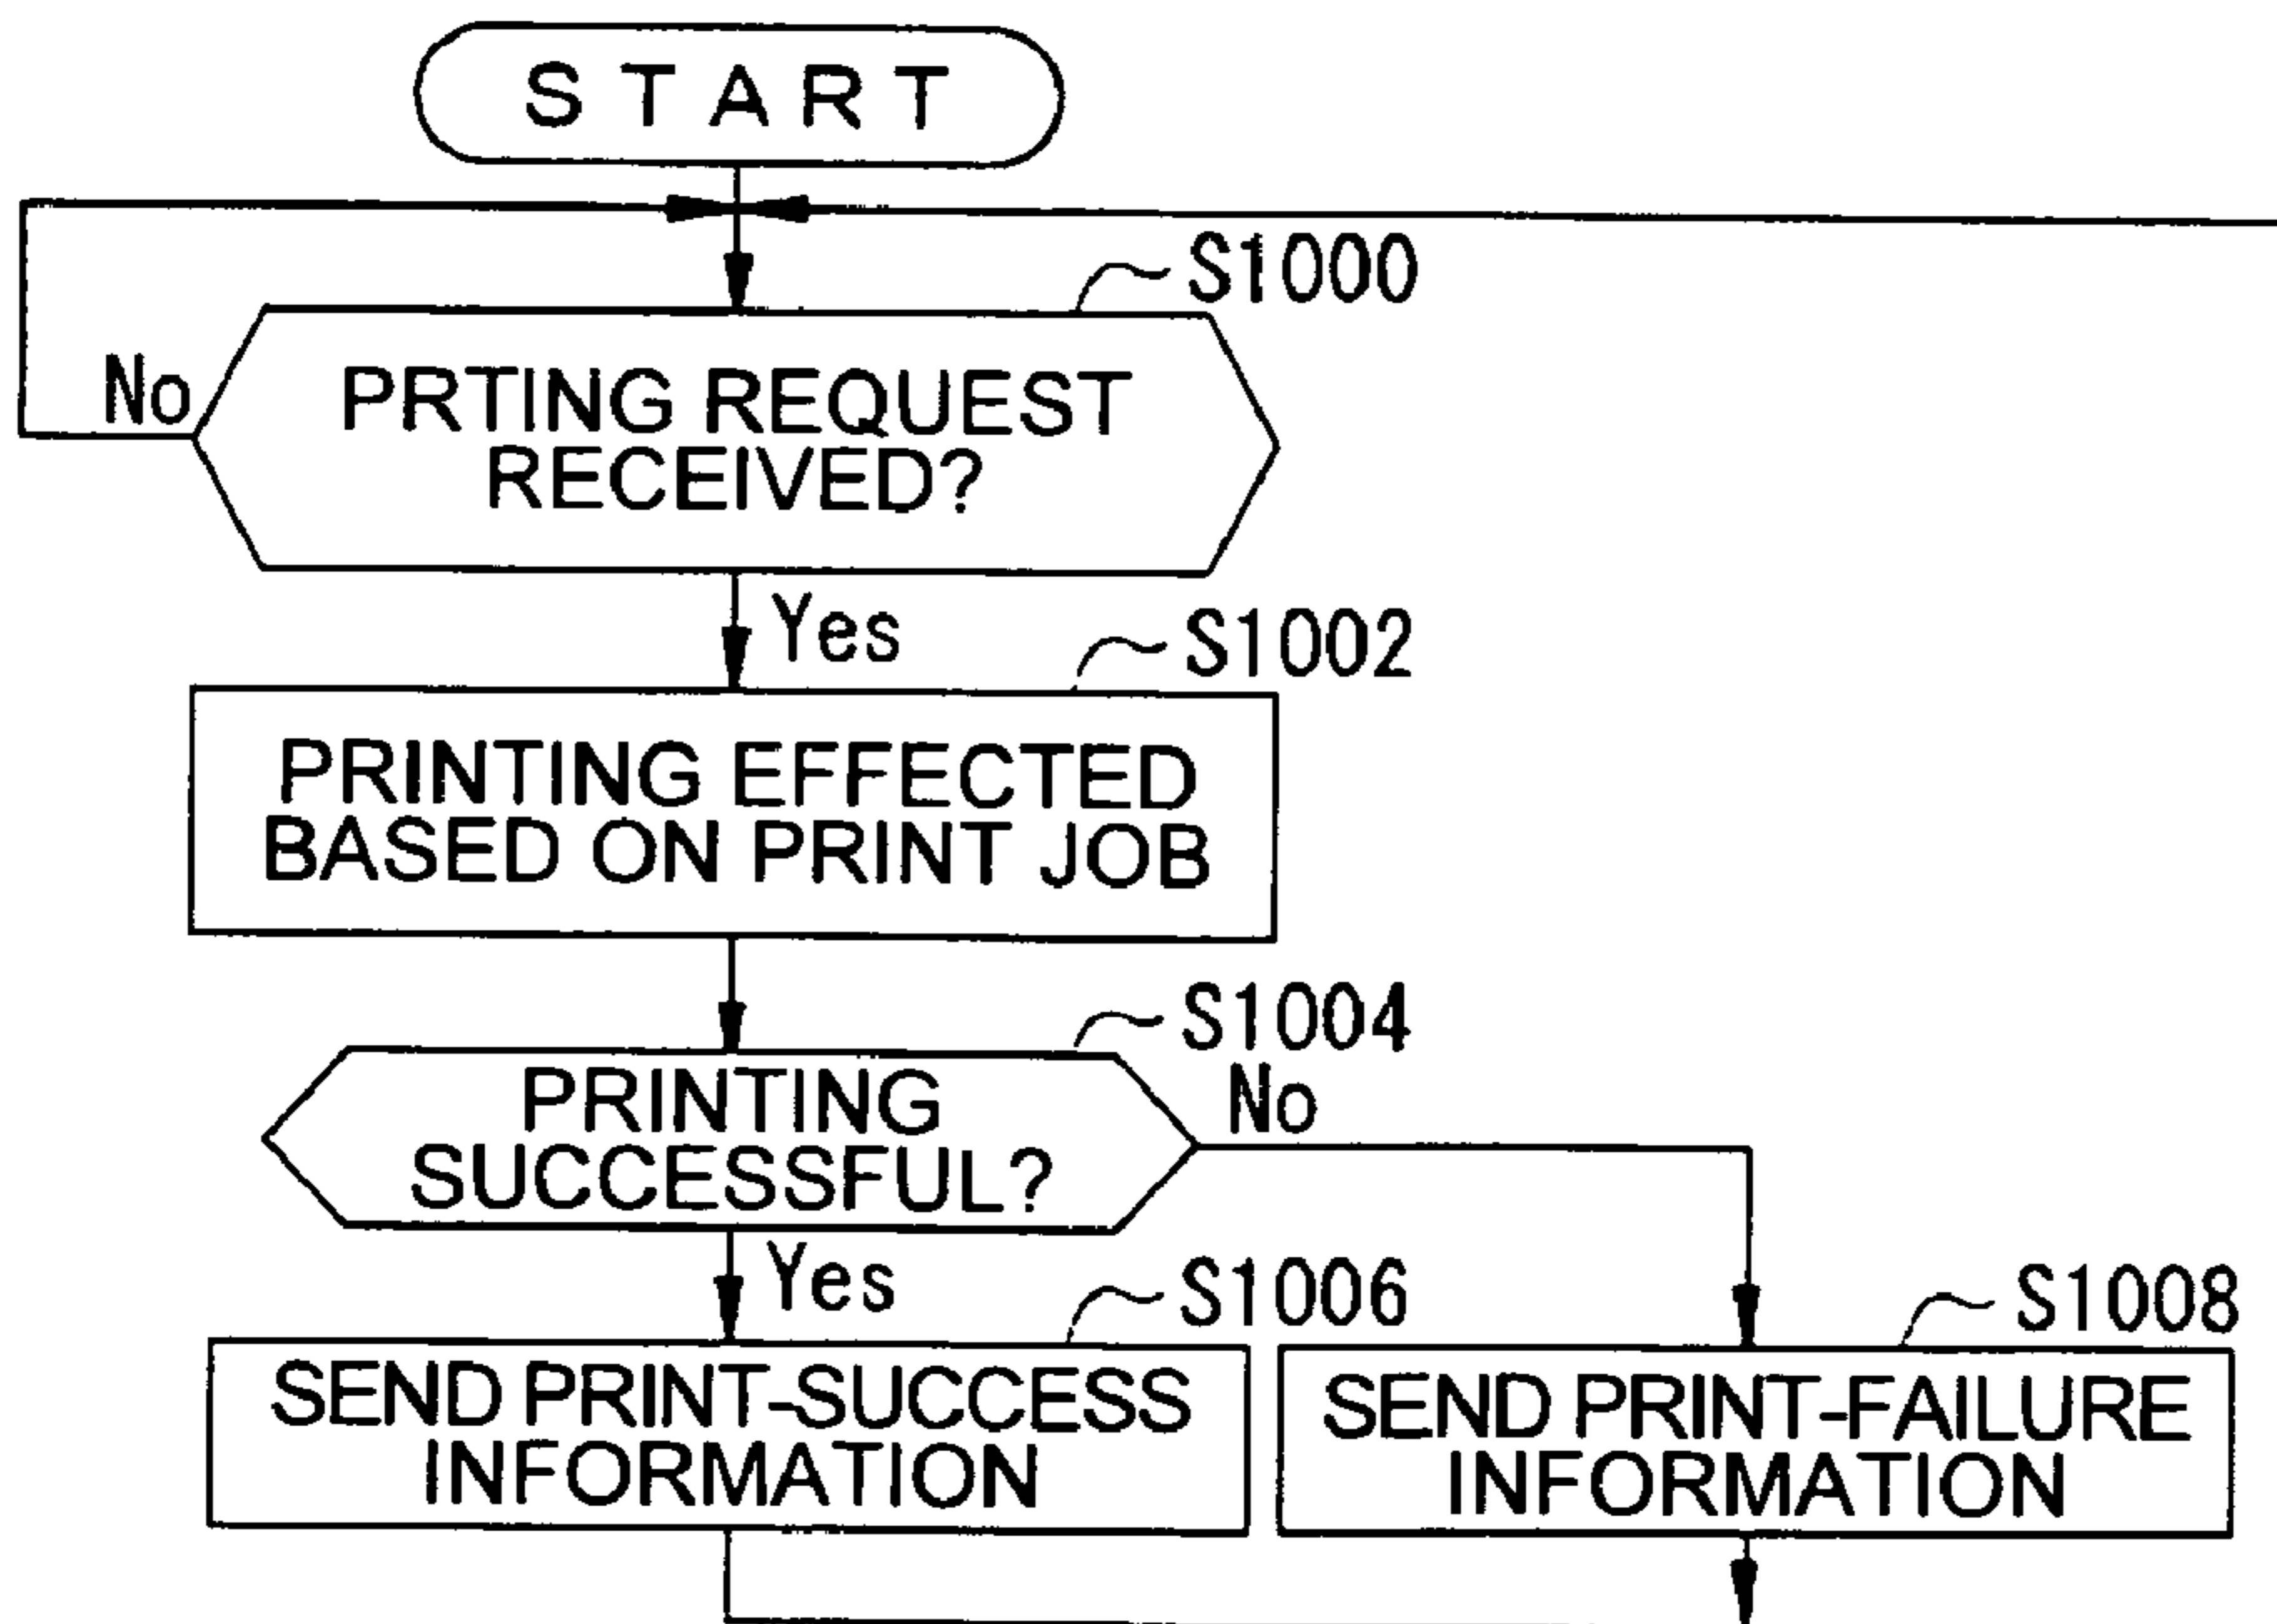 START
S1000
No
PRTING REQUEST
RECEIVED?
Yes
S1002
PRINTING EFFECTED
BASED ON PRINT JOB
S1004
PRINTING
SUCCESSFUL?
No
Yes
S1006
S1008
SEND PRINT-SUCCESS
INFORMATION
SEND PRINT-FAILURE
INFORMATION